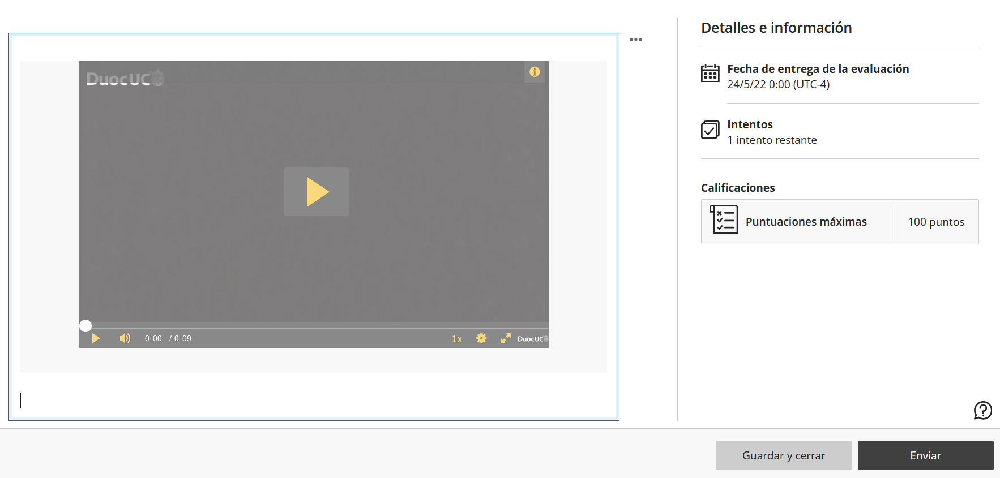 DuocUC
0:00 / 0:09
1x
DuocUC
Detalles e información
Fecha de entrega de la evaluación
24/5/22 0:00 (UTC-4)
Intentos
1 intento restante
Calificaciones
Puntuaciones máximas
100 puntos
Guardar y cerrar
Enviar